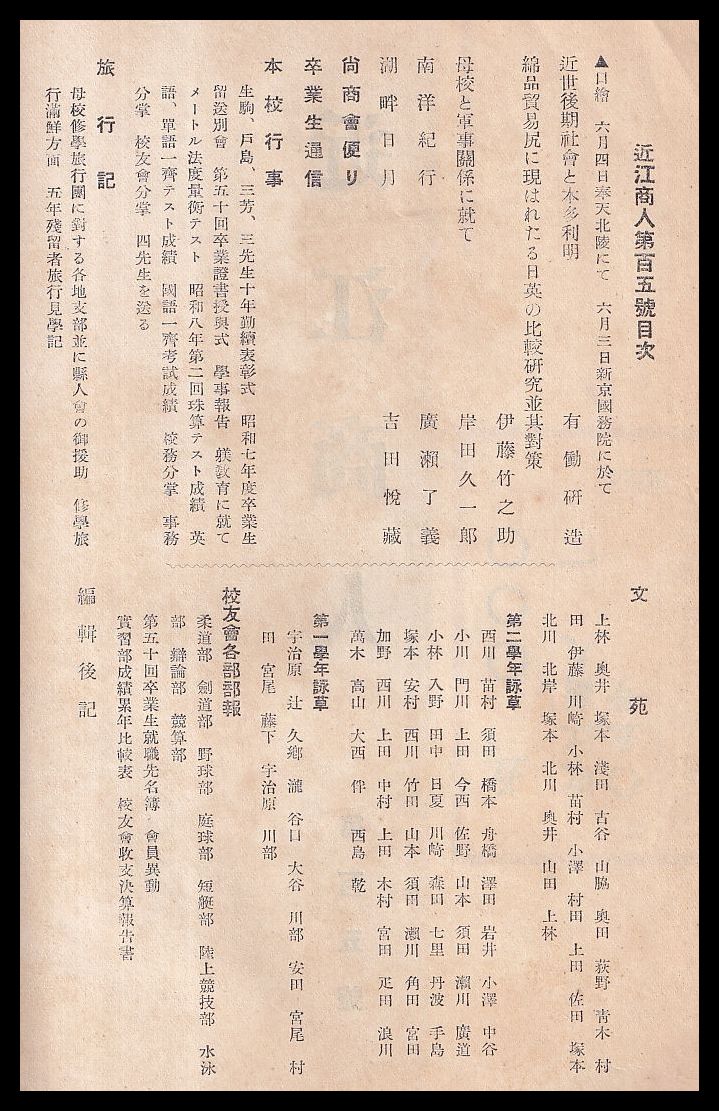 近江商人第百五號目次
▲口繪　六月四日奉天北陵にて　六月三日新京國務院に於て
近世後期社會と本多利明　有働研造
綿品貿易尻に現はれたる日英の比較硏究並其對策
伊藤竹之助
母校と軍事關係に就て　岸田久一郎
南洋紀行　廣瀨了義
湖畔日月　吉田悅藏
尙商會便り
卒業生通信
本校行事
生駒、戶島、三芳、三先生十年勤續表彰式　昭和七年度卒業生
留送別會　第五十回卒業證書授與式　學事報告　躾敎育に就て
メートル法度量衡テスト　昭和八年第二回珠算テスト成績　英
語、單語一齊テスト成績　國語一齊考試成績　校務分掌　事務
分掌　校友會分掌　四先生を送る
旅行記
母校修學旅行團に對する各地支部並に縣人會の御援助　修學旅
行滿鮮方面　五年殘留者旅行見學記
文苑
上林　奧井　塚本　淺田　古谷　山脇　奧田　荻野　靑木　村
田　伊藤　川崎　小林　苗村　小澤　村田　上田　佐田　塚本
北川　北岸　塚本　北川　奧井　山田　上林
第二學年詠草
西川　苗村　須田　橋本　舟橋　澤田　岩井　小澤　中谷
小川　門川　上田　今西　佐野　山本　須田　瀨川　廣道
小林　入野　田中　日夏　川崎　森田　七里　丹波　手島
塚本　安村　西川　竹田　山本　須田　瀨川　角田　宮田
加野　西川　上田　中村　上田　木村　宮田　疋田　浪川
萬木　高山　大西　伴　西島　乾
第一學年詠草
宇治原　辻　久鄕　瀧　谷口　大谷　川部　安田　宮尾　村
田　宮尾　藤下　宇治原　川部
校友會各部部報
柔道部　劍道部　野球部　庭球部　短艇部　陸上競技部　水泳
部　辯論部　競算部
第五十回卒業生就職先名簿　會員異動
實習部成績累年比較表　校友會收支決算報吿書
編輯後記